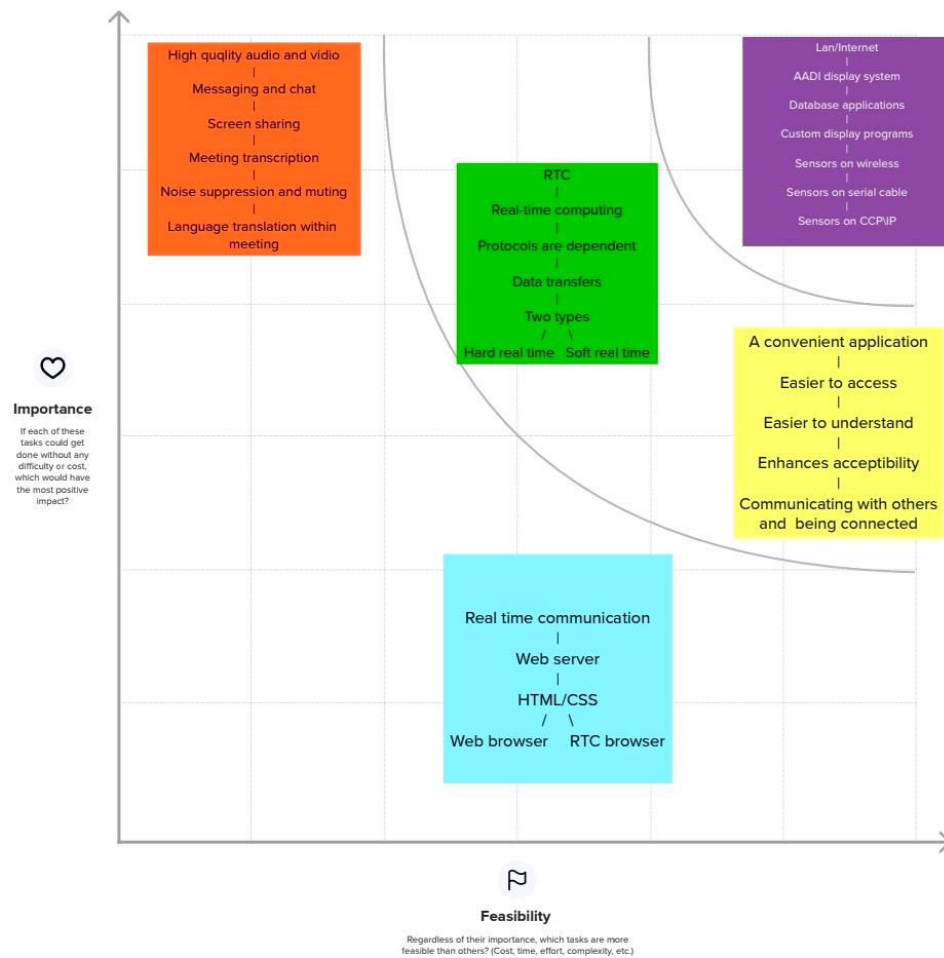 High quqlity audio and vidio
|
Messaging and chat
|
Screen sharing
|
Meeting transcription
|
Noise suppression and muting
|
Language translation within
meeting
RTC
|
Real-time computing
|
Protocols are dependent
|
Data transfers
|
Two types
/ \
Hard real time Soft real time
Lan/Internet
|
AADI display system
|
Database applications
|
Custom display programs
|
Sensors on wireless
|
Sensors on serial cable
|
Sensors on CCP\IP
A convenient application
|
Easier to access
|
Easier to understand
|
Enhances acceptibility
|
Communicating with others
and being connected
Importance
If each of these
tasks could get
done without any
difficulty or cost,
which would have
the most positive
impact?
Real time communication
|
Web server
|
HTML/CSS
/ \
Web browser RTC browser
Feasibility
Regardless of their importance, which tasks are more
feasible than others? (Cost, time, effort, complexity, etc.)